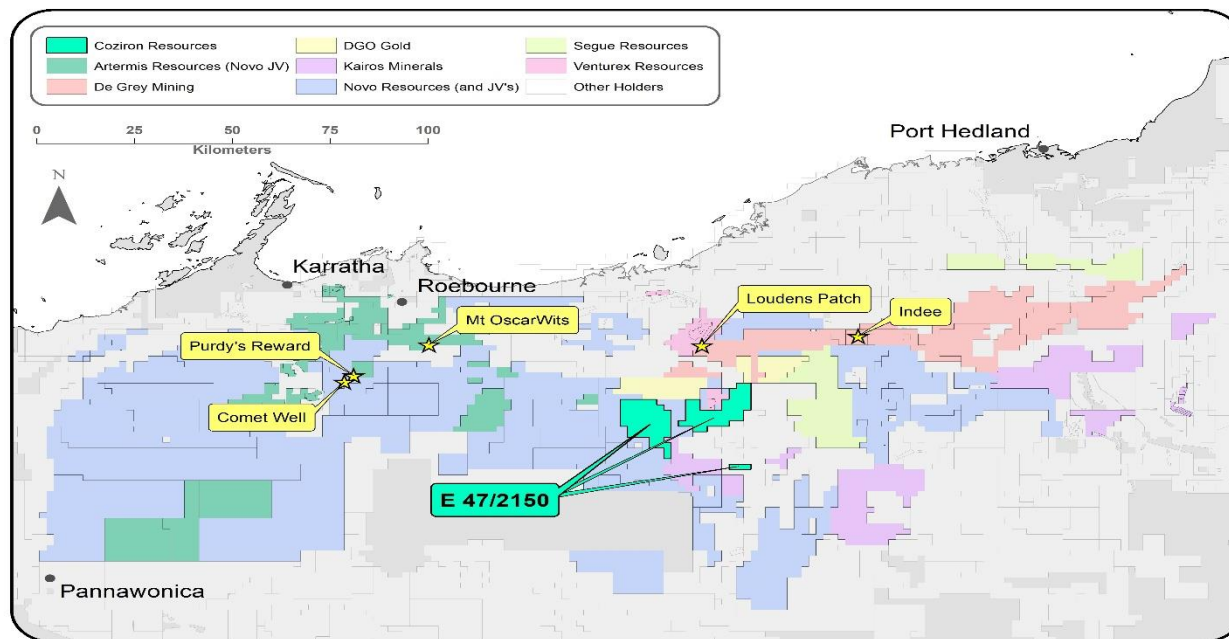 Coziron Resources
DGO Gold
Segue Resources
Artemis Resources (Novo JV)
Kairos Minerals
Venturex Resources
De Grey Mining
Novo Resources (and JV's)
Other Holders
0 25 50 75 100
Kilometers
N
Port Hedland
Karratha
Roebourne
Loudens Patch
Indee
Mt OscarWits
Purdy's Reward
Comet Well
E 47/2150
Pannawonica